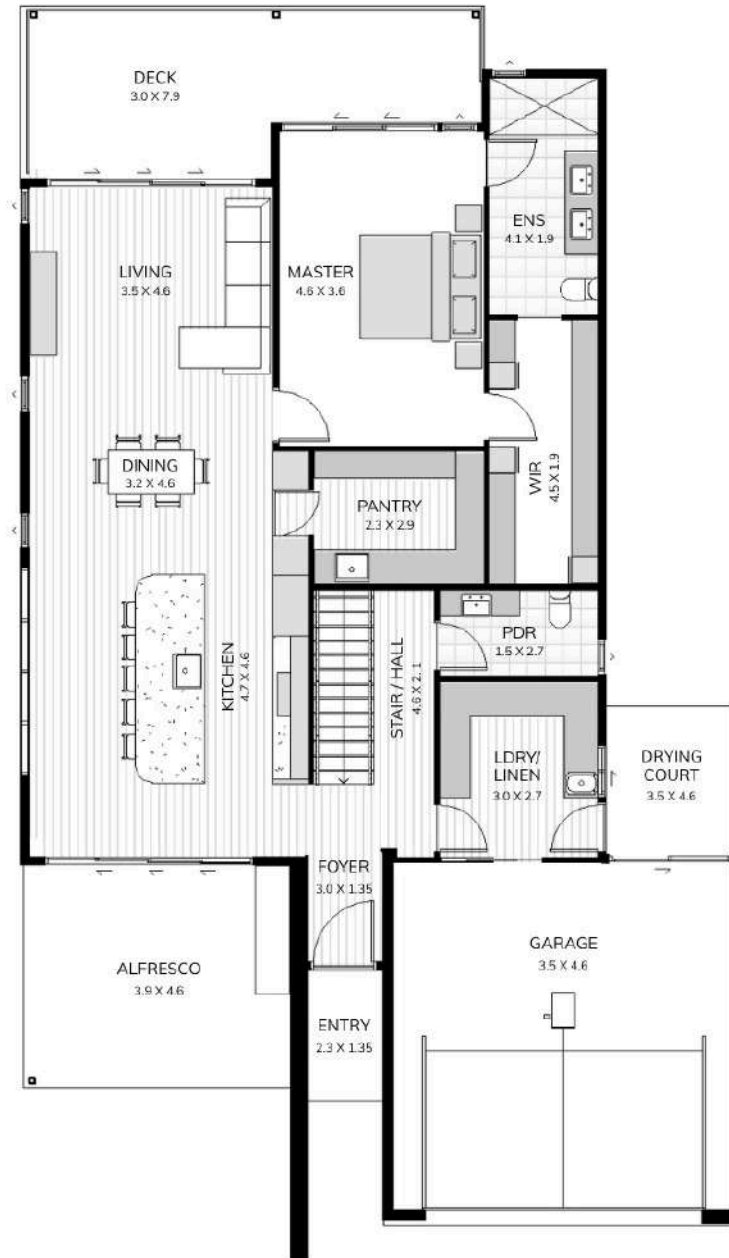 DECK
3.0 X 7.9
LIVING
3.5 X 4.6
MASTER
4.6 X 3.6
ENS
4.1 X 1.9
DINING
3.2 X 4.6
PANTRY
2.3 X 2.9
WIR
4.5 X 1.9
KITCHEN
4.7 X 4.6
STAIR / HALL
4.6 X 2.1
PDR
1.5 X 2.7
LDRY/
LINEN
3.0 X 2.7
DRYING
COURT
3.5 X 4.6
FOYER
3.0 X 1.35
GARAGE
3.5 X 4.6
ALFRESCO
3.9 X 4.6
ENTRY
2.3 X 1.35